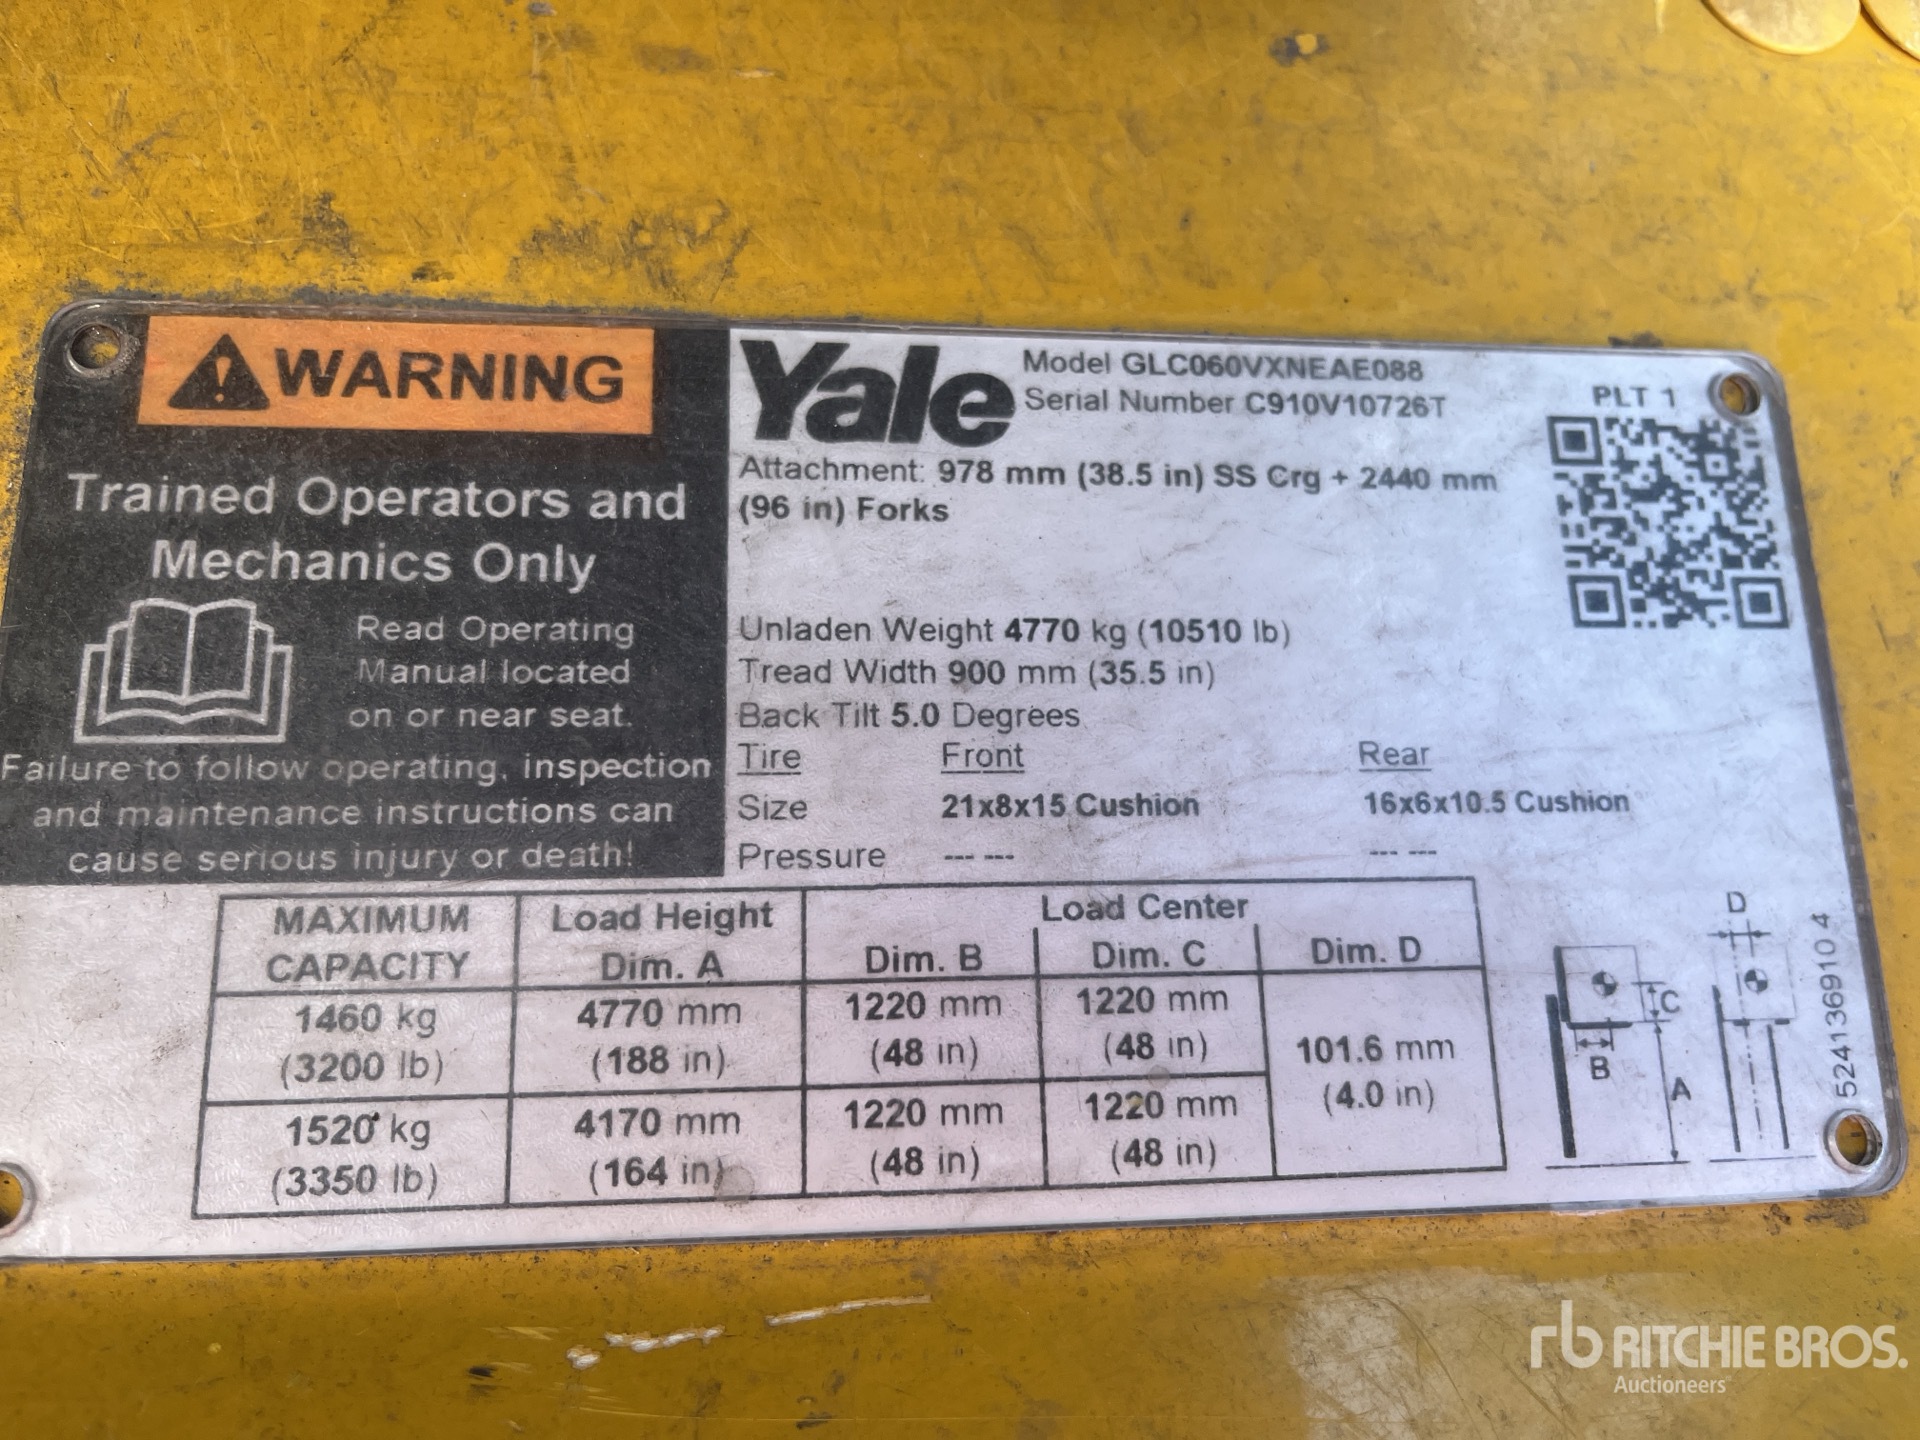 WARNING
Trained Operators and
Mechanics Only
Read Operating
Manual located
on or near seat.
Failure to follow operating, inspection
and maintenance instructions can
cause serious injury or death!
Yale
Model GLC060VXNEAE088
Serial Number C910V10726T
PLT 1
Attachment: 978 mm (38.5 in) SS Crg + 2440 mm
(96 in) Forks
Unladen Weight 4770 kg (10510 lb)
Tread Width 900 mm (35.5 in)
Back Tilt 5.0 Degrees
Tire Front Rear
Size 21x8x15 Cushion 16x6x10.5 Cushion
Pressure --- --- --- ---
MAXIMUM CAPACITY Load Height Dim. A Load Center
Dim. B Dim. C Dim. D
1460 kg 4770 mm 1220 mm 1220 mm
(3200 lb) (188 in) (48 in) (48 in)
101.6 mm
(4.0 in)
1520 kg 4170 mm 1220 mm 1220 mm
(3350 lb) (164 in) (48 in) (48 in)
D
C
B
A
524136910 4
rb RITCHIE BROS.
Auctioneers